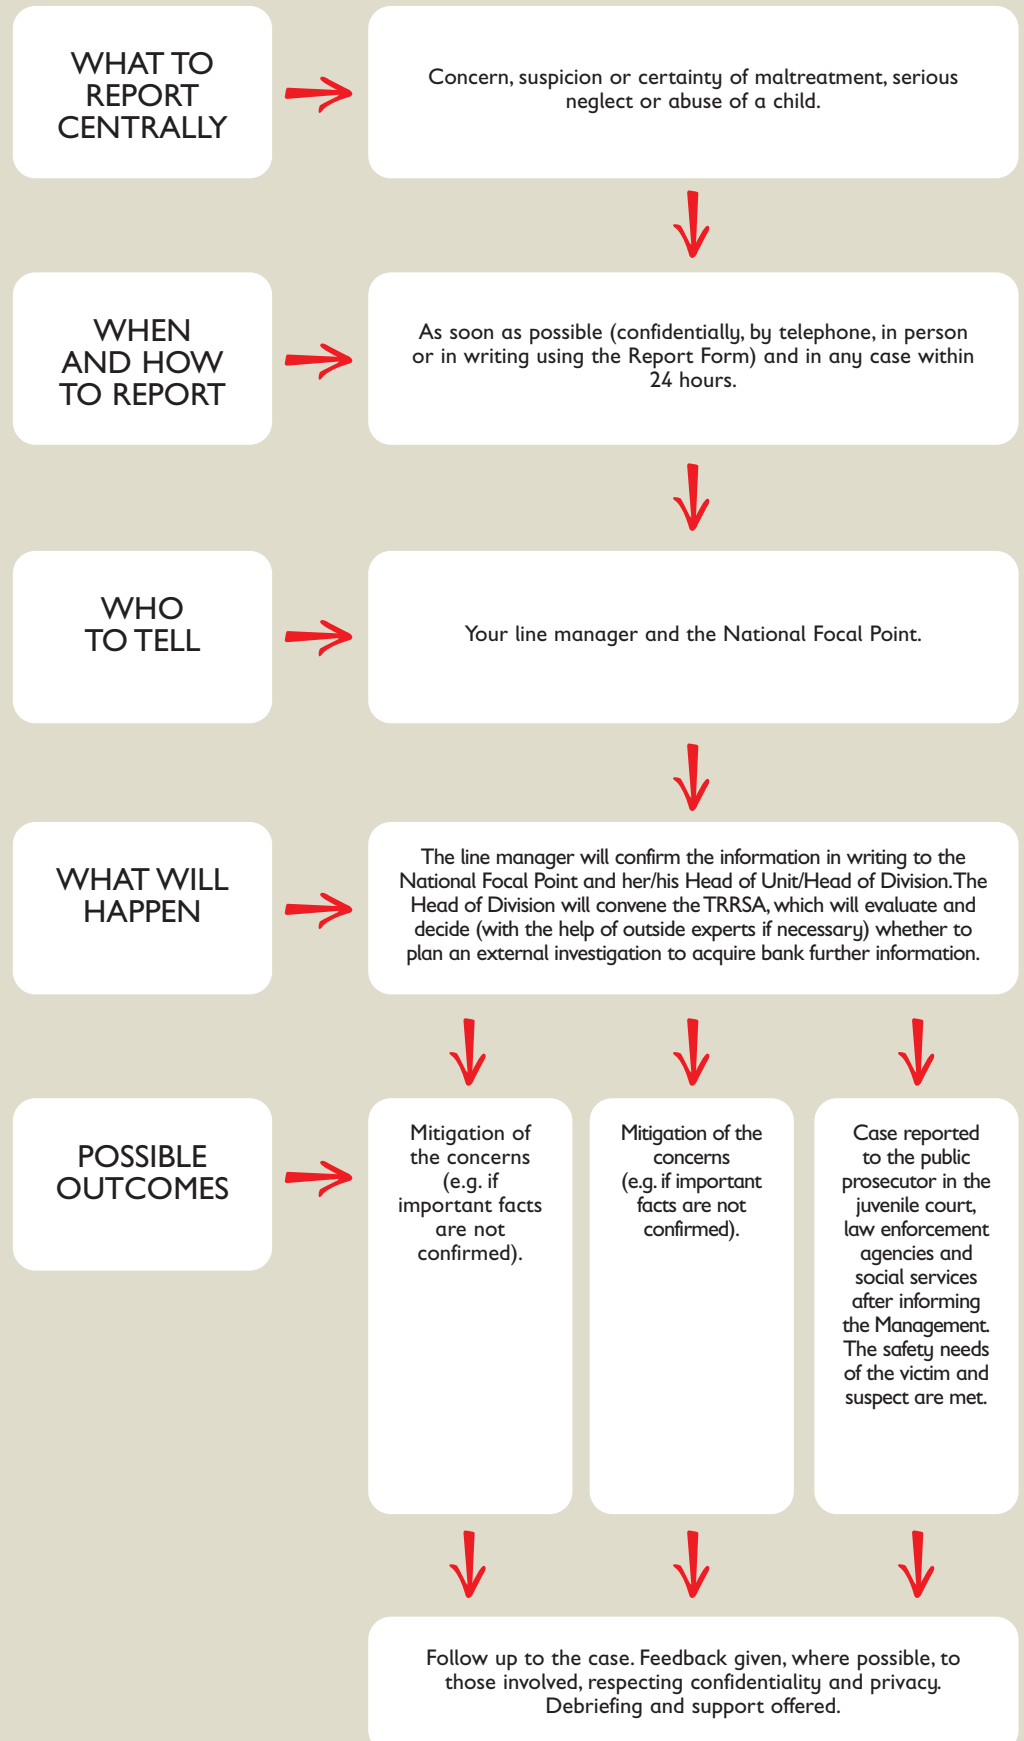 WHAT TO
REPORT
CENTRALLY
Concern, suspicion or certainty of maltreatment, serious
neglect or abuse of a child.
WHEN
AND HOW
TO REPORT
As soon as possible (confidentially, by telephone, in person
or in writing using the Report Form) and in any case within
24 hours.
WHO
TO TELL
Your line manager and the National Focal Point.
WHAT WILL
HAPPEN
The line manager will confirm the information in writing to the
National Focal Point and her/his Head of Unit/Head of Division. The
Head of Division will convene the TRRSA, which will evaluate and
decide (with the help of outside experts if necessary) whether to
plan an external investigation to acquire bank further information.
POSSIBLE
OUTCOMES
Mitigation of
the concerns
(e.g. if
important facts
are not
confirmed).
Mitigation of the
concerns
(e.g. if important
facts are not
confirmed).
Case reported
to the public
prosecutor in the
juvenile court,
law enforcement
agencies and
social services
after informing
the Management.
The safety needs
of the victim and
suspect are met.
Follow up to the case. Feedback given, where possible, to
those involved, respecting confidentiality and privacy.
Debriefing and support offered.